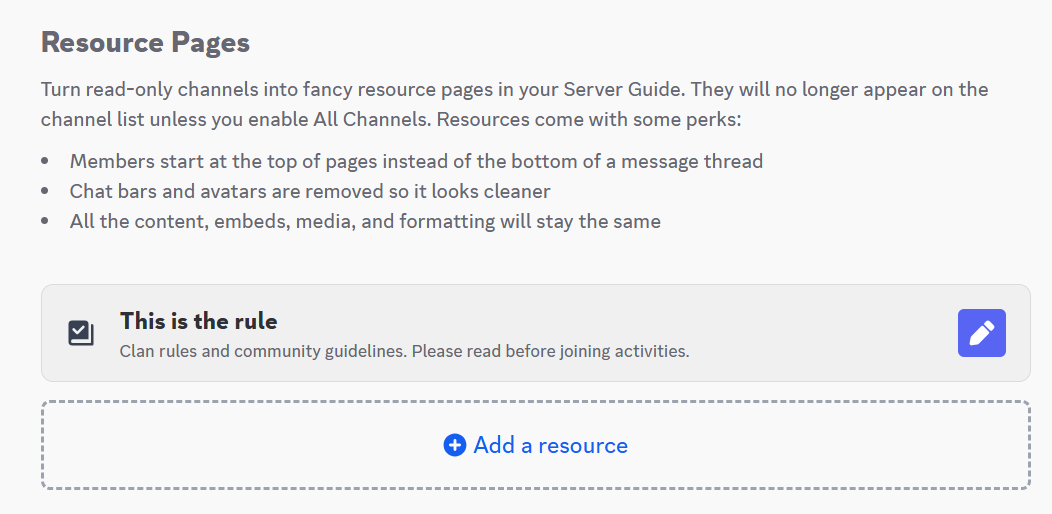 Resource Pages
Turn read-only channels into fancy resource pages in your Server Guide. They will no longer appear on the
channel list unless you enable All Channels. Resources come with some perks:
• Members start at the top of pages instead of the bottom of a message thread
• Chat bars and avatars are removed so it looks cleaner
• All the content, embeds, media, and formatting will stay the same
This is the rule
Clan rules and community guidelines. Please read before joining activities.
Add a resource